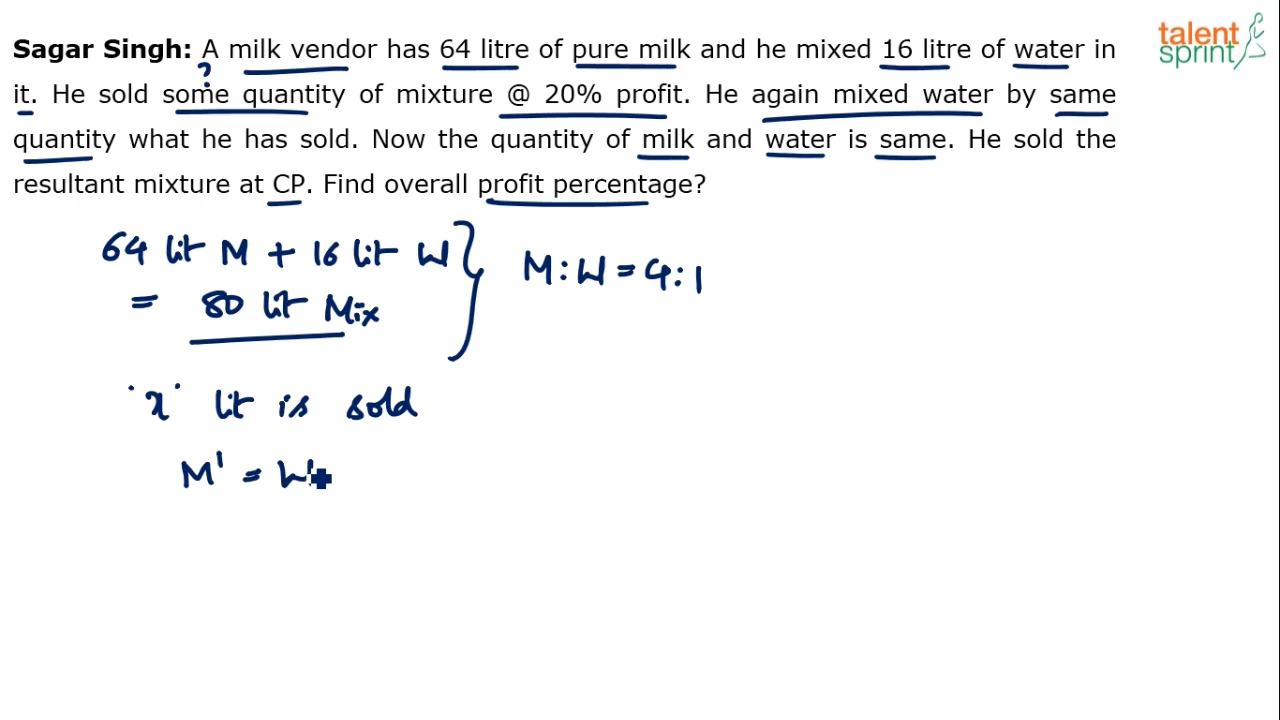 talent
sprint
Sagar Singh: A milk vendor has 64 litre of pure milk and he mixed 16 litre of water in
?
it. He sold some quantity of mixture @ 20% profit. He again mixed water by same
quantity what he has sold. Now the quantity of milk and water is same. He sold the
resultant mixture at CP. Find overall profit percentage?
64 lit M + 16 lit W
M:W = 4:1
= 80 lit Mix
'x' lit is sold
M' = W'